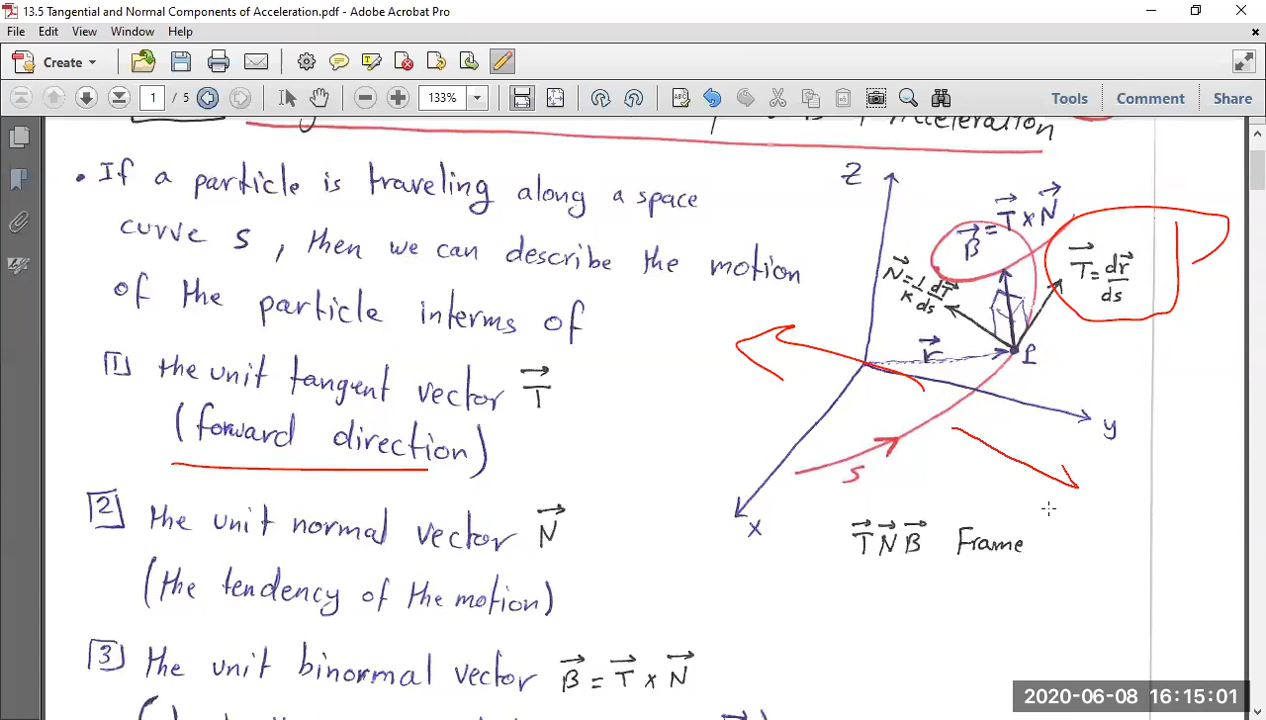 13.5 Tangential and Normal Components of Acceleration.pdf - Adobe Acrobat Pro
File Edit View Window Help
Create
1 / 5 133% Tools Comment Sign Share
Acceleration
• If a particle is traveling along a space
curve s , then we can describe the motion
of the particle interms of
[1] the unit tangent vector T⃗
(forward direction)
[2] the unit normal vector N⃗
(the tendency of the motion)
[3] the unit binormal vector B⃗ = T⃗ x N⃗
z
B⃗ = T⃗ x N⃗
N⃗ = 1/κ dT⃗/ds
T⃗ = dr⃗/ds
r⃗
P
y
s
x
T⃗ N⃗ B⃗ Frame
2020-06-08 16:15:01